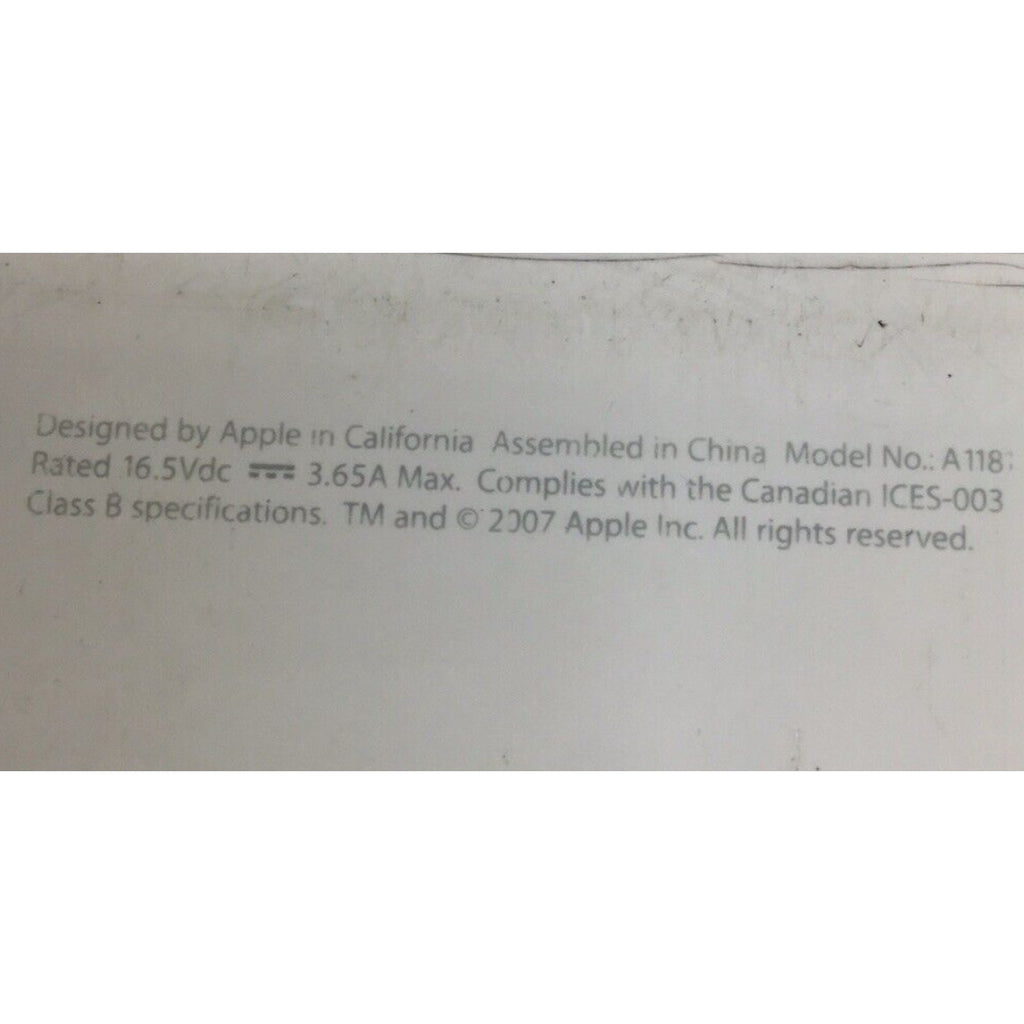 Designed by Apple in California Assembled in China Model No.:
Rated 16.5Vdc ⎓ 3.65A Max. Complies with the Canadian ICES-003
Class B specifications. TM and © 2007 Apple Inc. All rights reserved.